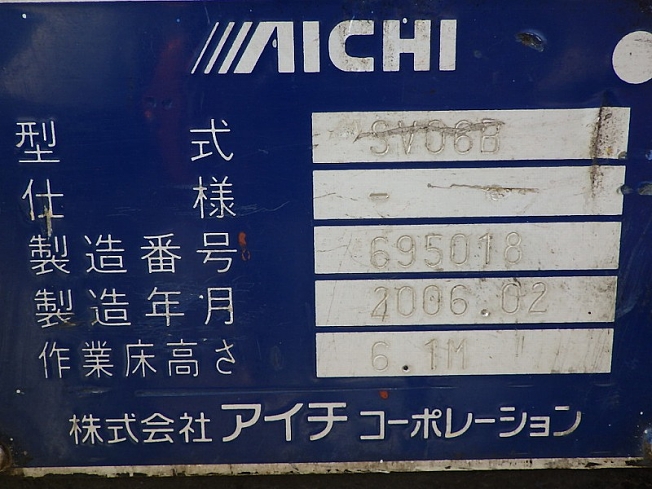 AICHI
型式 SV06B
仕様 -
製造番号 695018
製造年月 2006.02
作業床高さ 6.1M
株式会社 アイチ コーポレーション